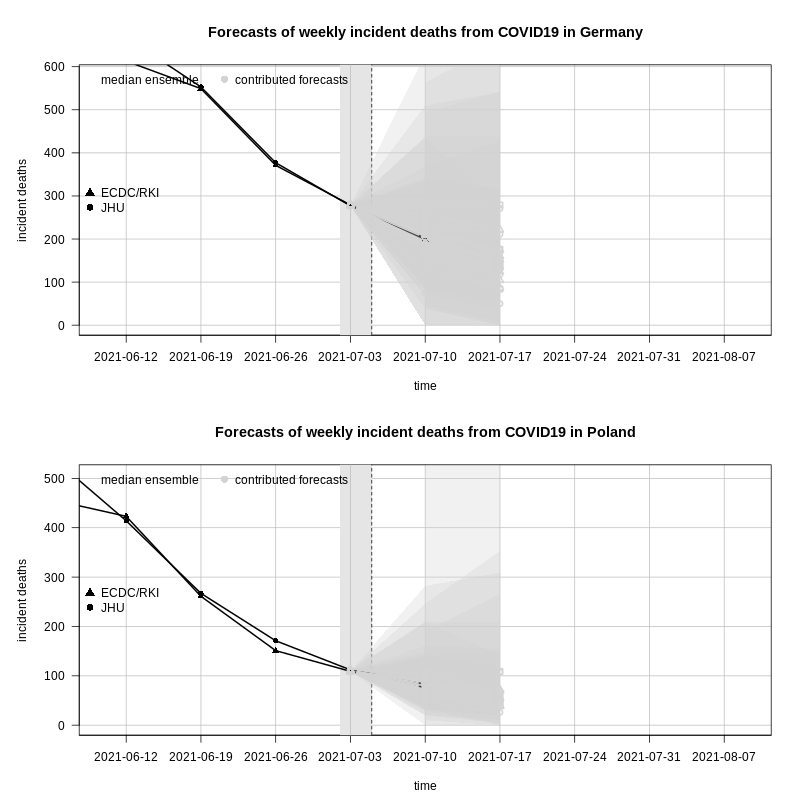 Forecasts of weekly incident deaths from COVID19 in Germany
median ensemble contributed forecasts
600
500
400
300
200
100
0
incident deaths
ECDC/RKI
JHU
2021-06-12 2021-06-19 2021-06-26 2021-07-03 2021-07-10 2021-07-17 2021-07-24 2021-07-31 2021-08-07
time
Forecasts of weekly incident deaths from COVID19 in Poland
median ensemble contributed forecasts
500
400
300
200
100
0
incident deaths
ECDC/RKI
JHU
2021-06-12 2021-06-19 2021-06-26 2021-07-03 2021-07-10 2021-07-17 2021-07-24 2021-07-31 2021-08-07
time